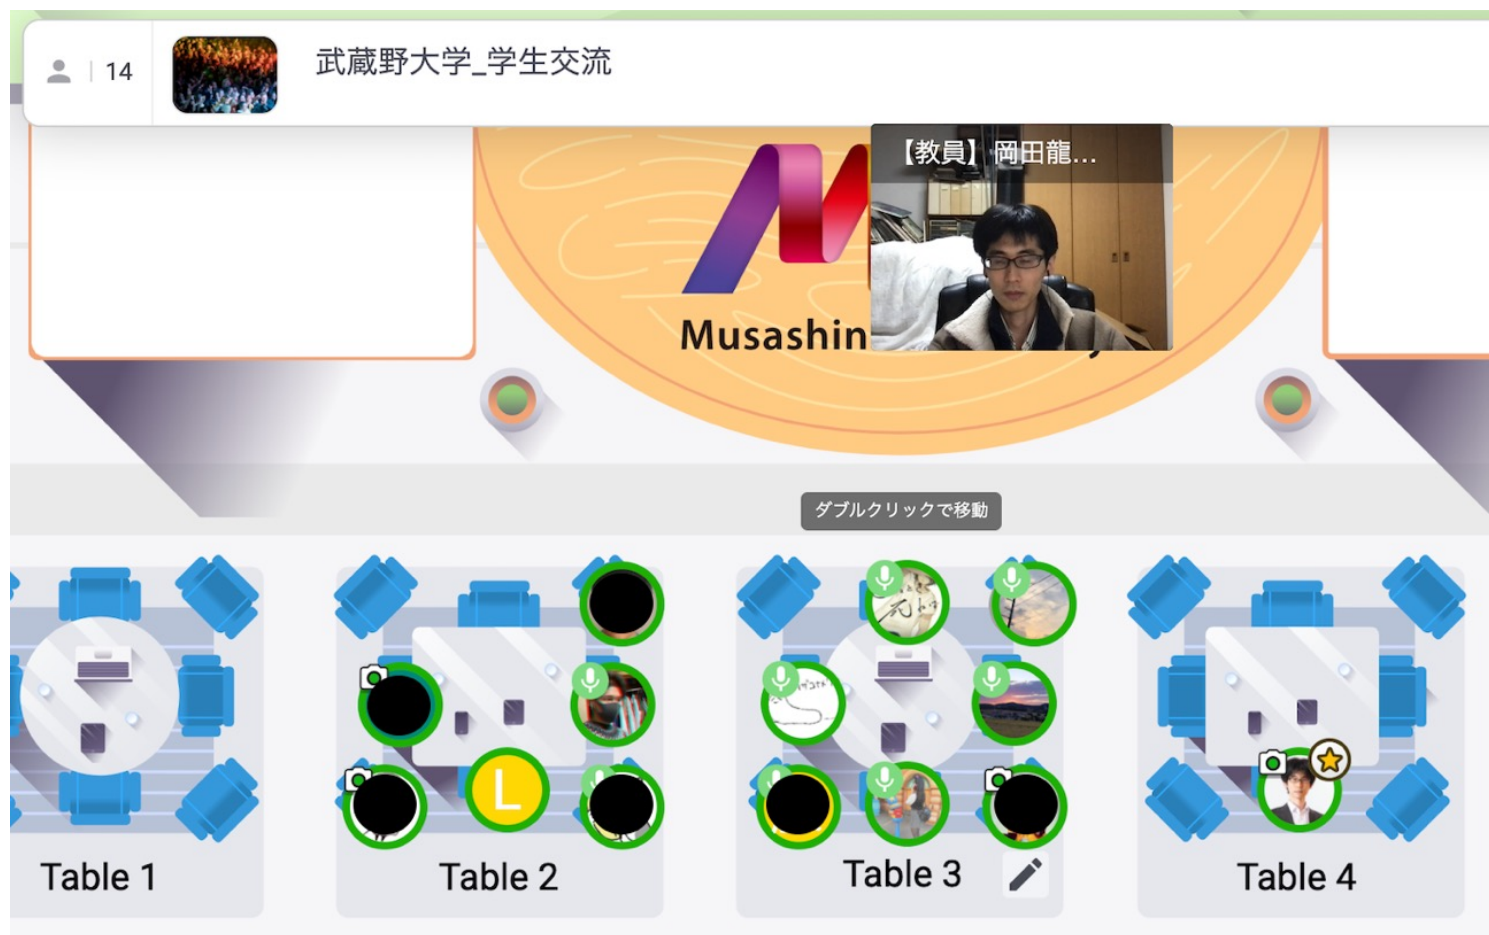 14
武蔵野大学_学生交流
【教員】岡田龍...
Musashin
ダブルクリックで移動
L
Table 1
Table 2
Table 3
Table 4